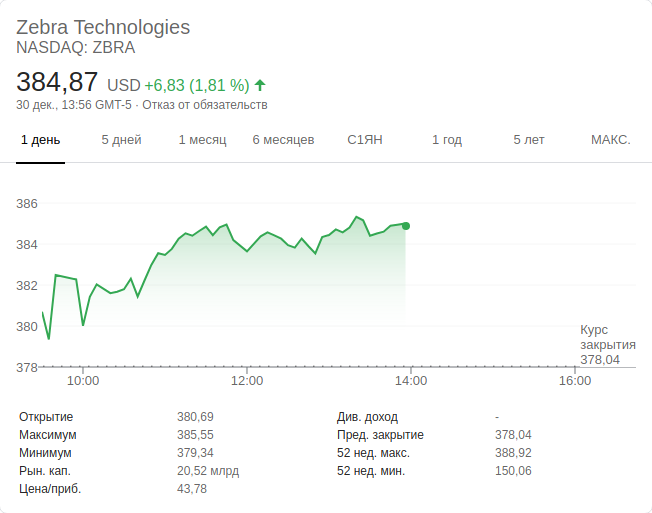 Zebra Technologies
NASDAQ: ZBRA
384,87 USD +6,83 (1,81 %)
30 дек., 13:56 GMT-5 · Отказ от обязательств
1 день 5 дней 1 месяц 6 месяцев С1ЯН 1 год 5 лет МАКС.
386
384
382
380
378
Курс
закрытия
378,04
10:00 12:00 14:00 16:00
Открытие 380,69 Див. доход -
Максимум 385,55 Пред. закрытие 378,04
Минимум 379,34 52 нед. макс. 388,92
Рын. кап. 20,52 млрд 52 нед. мин. 150,06
Цена/приб. 43,78